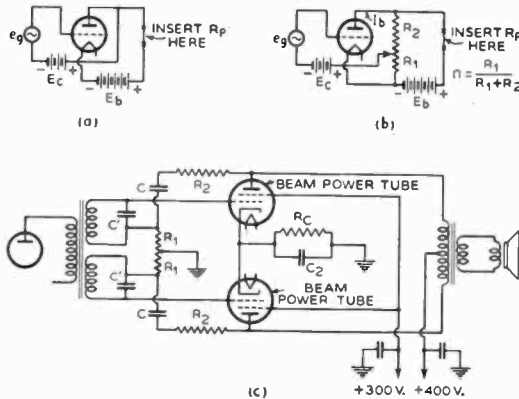 eg
INSERT Rp
HERE
- Ec +
- Eb +
(a)
eg
Ib
R2
R1
INSERT Rp
HERE
n = R1 / R1+R2
- Ec +
- Eb +
(b)
C
R2
BEAM POWER TUBE
C'
R1
RC
C2
R1
C'
BEAM
POWER TUBE
C
R2
+300 V.
+400 V.
(c)